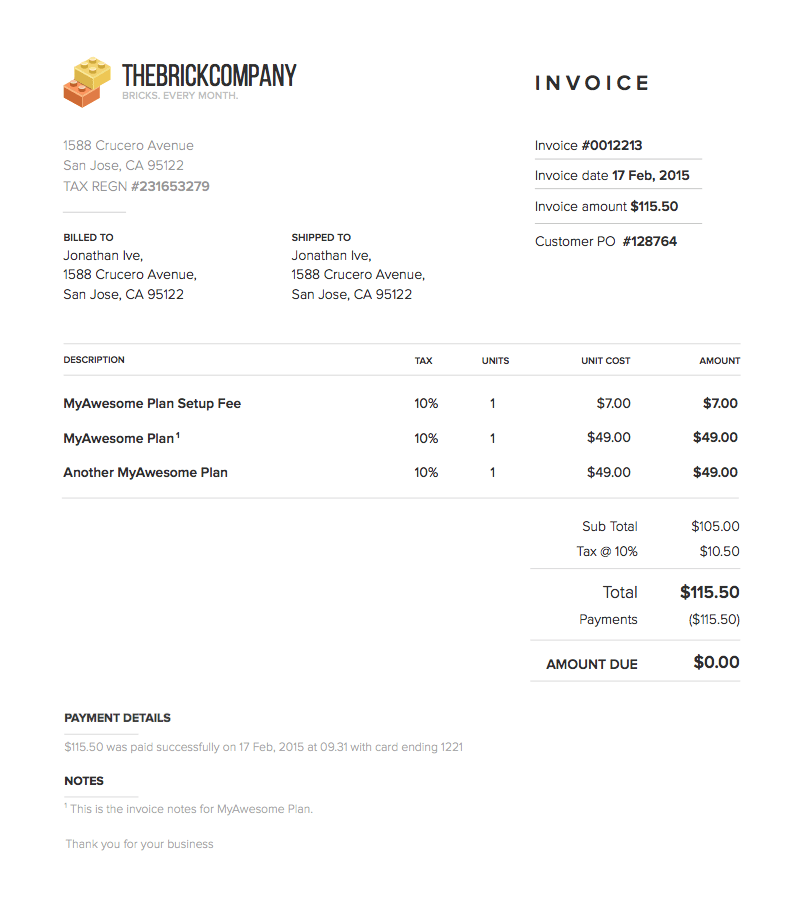 THEBRICKCOMPANY
BRICKS. EVERY MONTH.
INVOICE
1588 Crucero Avenue
San Jose, CA 95122
TAX REGN #231653279
Invoice #0012213
Invoice date 17 Feb, 2015
Invoice amount $115.50
Customer PO #128764
BILLED TO
Jonathan Ive,
1588 Crucero Avenue,
San Jose, CA 95122
SHIPPED TO
Jonathan Ive,
1588 Crucero Avenue,
San Jose, CA 95122
DESCRIPTION TAX UNITS UNIT COST AMOUNT
MyAwesome Plan Setup Fee 10% 1 $7.00 $7.00
MyAwesome Plan¹ 10% 1 $49.00 $49.00
Another MyAwesome Plan 10% 1 $49.00 $49.00
Sub Total $105.00
Tax @ 10% $10.50
Total $115.50
Payments ($115.50)
AMOUNT DUE $0.00
PAYMENT DETAILS
$115.50 was paid successfully on 17 Feb, 2015 at 09.31 with card ending 1221
NOTES
¹ This is the invoice notes for MyAwesome Plan.
Thank you for your business